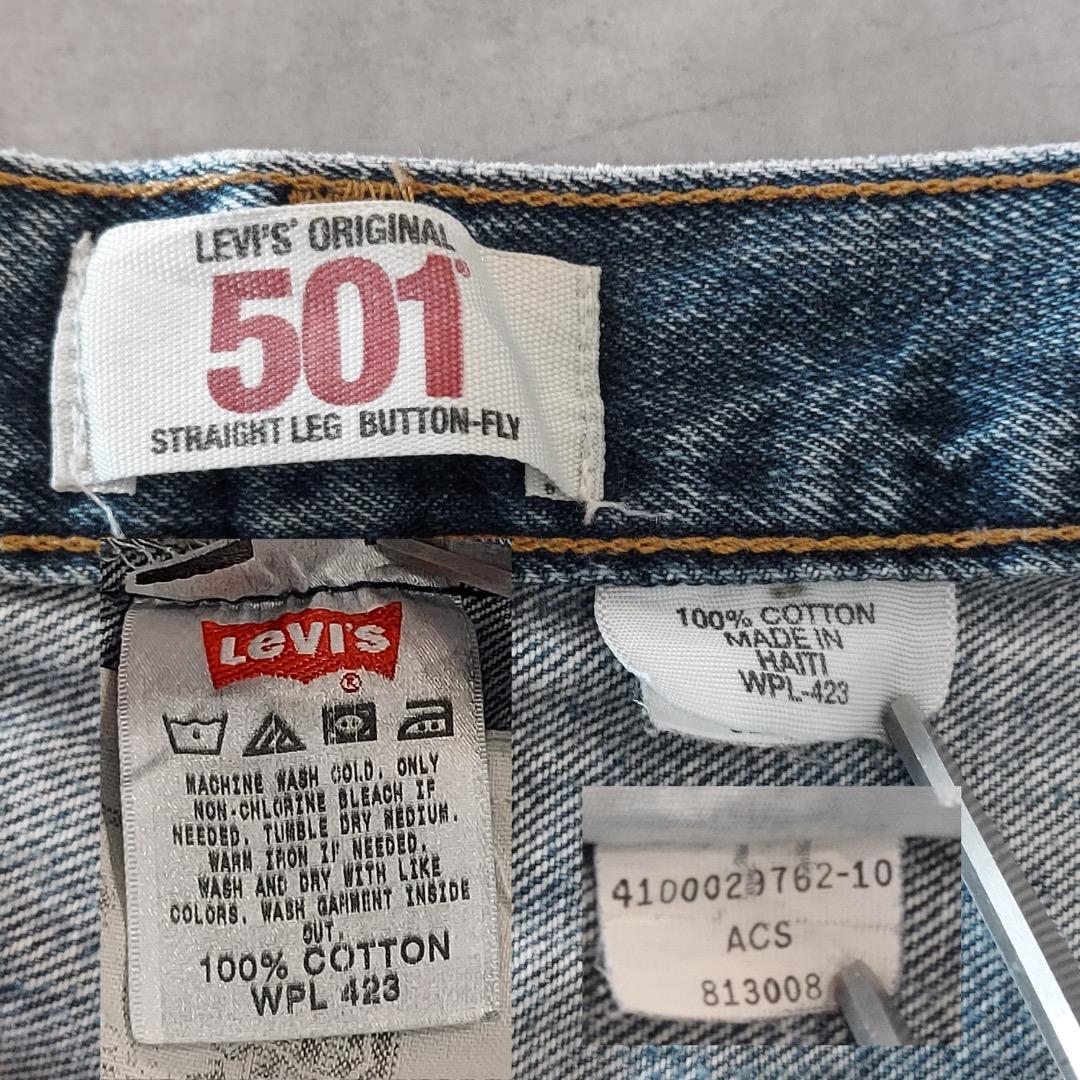 LEVI'S® ORIGINAL
501®
STRAIGHT LEG BUTTON-FLY
LEVI'S
®
MACHINE WASH COLD. ONLY
NON-CHLORINE BLEACH IF
NEEDED. TUMBLE DRY MEDIUM.
WARM IRON IF NEEDED.
WASH AND DRY WITH LIKE
COLORS. WASH GARMENT INSIDE
OUT.
100% COTTON
WPL 423
100% COTTON
MADE IN
HAITI
WPL-423
4100029762-10
ACS
813008